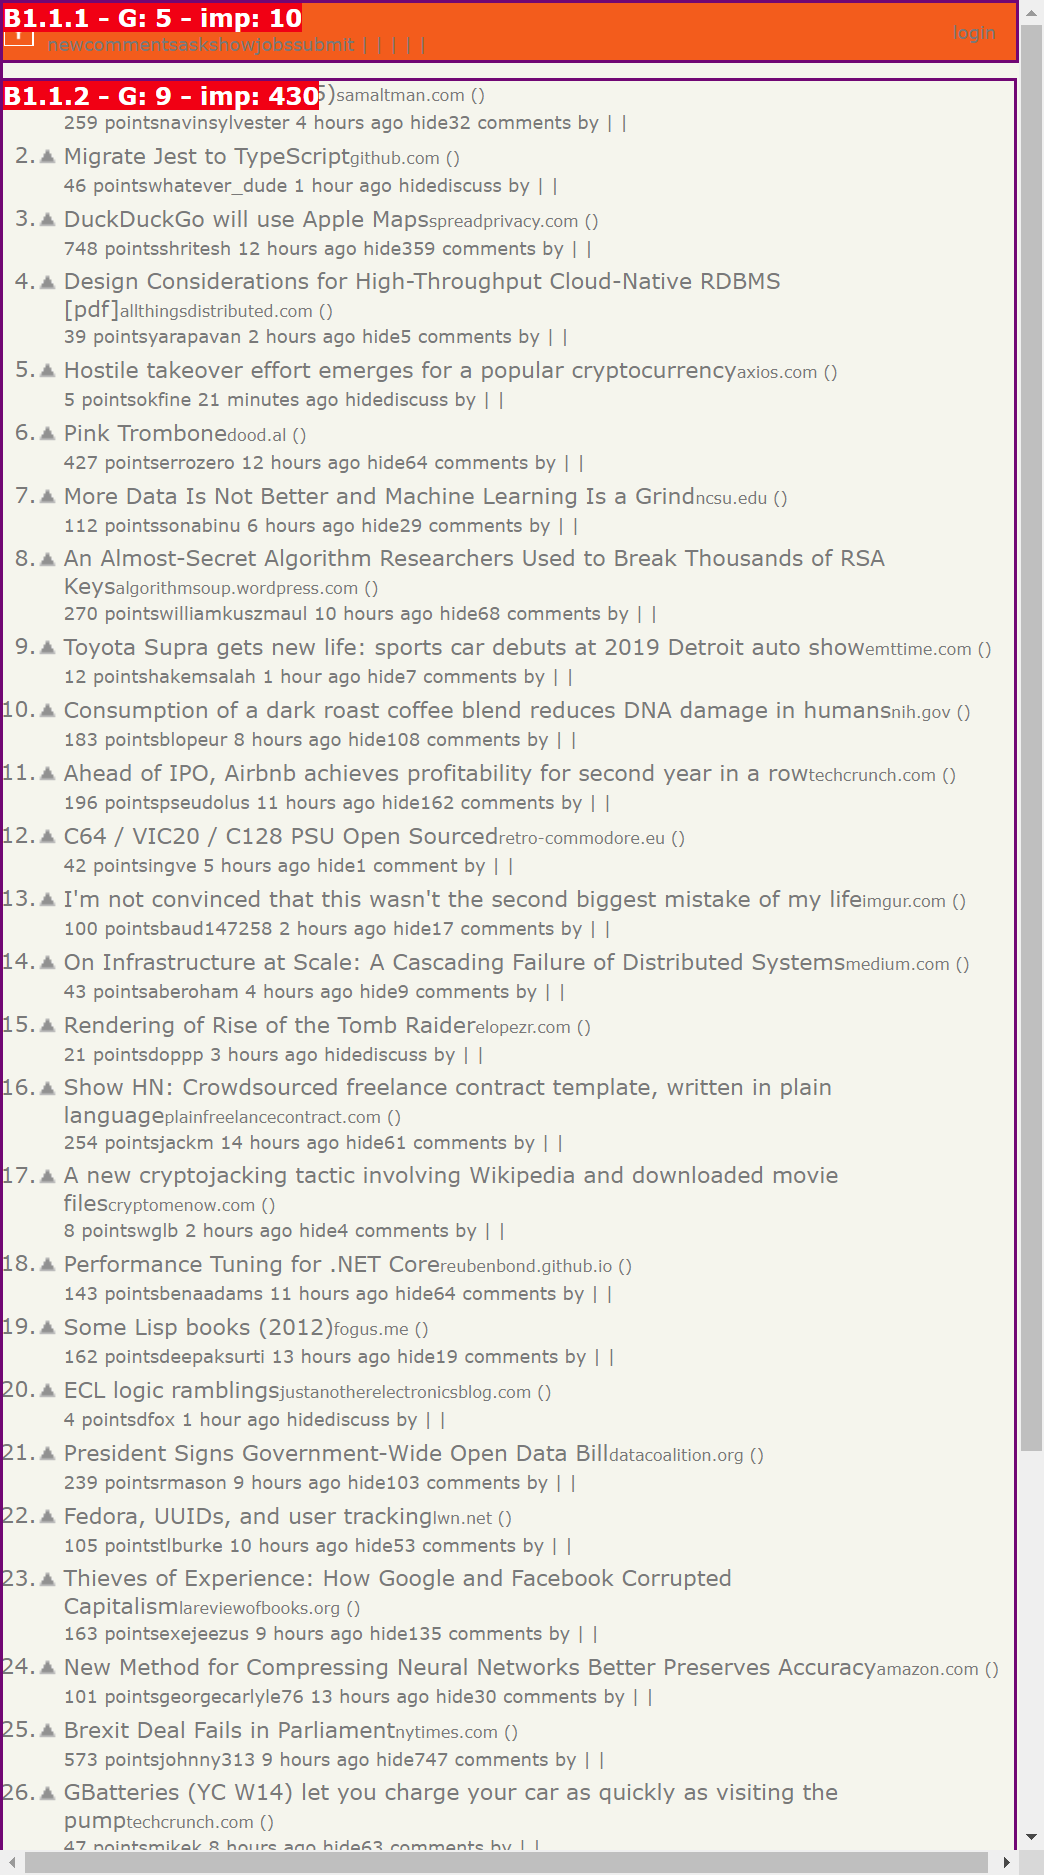 B1.1.1 - G: 5 - imp: 10
newcommentsaskshowjobssubmit | | | | |
login
B1.1.2 - G: 9 - imp: 430
5)samaltman.com ()
259 pointsnavinsylvester 4 hours ago hide32 comments by | |
2. Migrate Jest to TypeScriptgithub.com ()
46 pointswhatever_dude 1 hour ago hidediscuss by | |
3. DuckDuckGo will use Apple Mapsspreadprivacy.com ()
748 pointsshritesh 12 hours ago hide359 comments by | |
4. Design Considerations for High-Throughput Cloud-Native RDBMS
[pdf]allthingsdistributed.com ()
39 pointsyarapavan 2 hours ago hide5 comments by | |
5. Hostile takeover effort emerges for a popular cryptocurrencyaxios.com ()
5 pointsokfine 21 minutes ago hidediscuss by | |
6. Pink Trombonedood.al ()
427 pointserrozero 12 hours ago hide64 comments by | |
7. More Data Is Not Better and Machine Learning Is a Grindncsu.edu ()
112 pointssonabinu 6 hours ago hide29 comments by | |
8. An Almost-Secret Algorithm Researchers Used to Break Thousands of RSA
Keysalgorithmsoup.wordpress.com ()
270 pointswilliamkuszmaul 10 hours ago hide68 comments by | |
9. Toyota Supra gets new life: sports car debuts at 2019 Detroit auto showemttime.com ()
12 pointshakemsalah 1 hour ago hide7 comments by | |
10. Consumption of a dark roast coffee blend reduces DNA damage in humansnih.gov ()
183 pointsblopeur 8 hours ago hide108 comments by | |
11. Ahead of IPO, Airbnb achieves profitability for second year in a rowtechcrunch.com ()
196 pointspseudolus 11 hours ago hide162 comments by | |
12. C64 / VIC20 / C128 PSU Open Sourcedretro-commodore.eu ()
42 pointsingve 5 hours ago hide1 comment by | |
13. I'm not convinced that this wasn't the second biggest mistake of my lifeimgur.com ()
100 pointsbaud147258 2 hours ago hide17 comments by | |
14. On Infrastructure at Scale: A Cascading Failure of Distributed Systemsmedium.com ()
43 pointsaberoham 4 hours ago hide9 comments by | |
15. Rendering of Rise of the Tomb Raiderelopezr.com ()
21 pointsdoppp 3 hours ago hidediscuss by | |
16. Show HN: Crowdsourced freelance contract template, written in plain
languageplainfreelancecontract.com ()
254 pointsjackm 14 hours ago hide61 comments by | |
17. A new cryptojacking tactic involving Wikipedia and downloaded movie
filescryptomenow.com ()
8 pointswglb 2 hours ago hide4 comments by | |
18. Performance Tuning for .NET Corereubenbond.github.io ()
143 pointsbenaadams 11 hours ago hide64 comments by | |
19. Some Lisp books (2012)fogus.me ()
162 pointsdeepaksurti 13 hours ago hide19 comments by | |
20. ECL logic ramblingsjustanotherelectronicsblog.com ()
4 pointsdfox 1 hour ago hidediscuss by | |
21. President Signs Government-Wide Open Data Billdatacoalition.org ()
239 pointsrmason 9 hours ago hide103 comments by | |
22. Fedora, UUIDs, and user trackinglwn.net ()
105 pointstlburke 10 hours ago hide53 comments by | |
23. Thieves of Experience: How Google and Facebook Corrupted
Capitalismlareviewofbooks.org ()
163 pointsexejeezus 9 hours ago hide135 comments by | |
24. New Method for Compressing Neural Networks Better Preserves Accuracyamazon.com ()
101 pointsgeorgecarlyle76 13 hours ago hide30 comments by | |
25. Brexit Deal Fails in Parliamentnytimes.com ()
573 pointsjohnny313 9 hours ago hide747 comments by | |
26. GBatteries (YC W14) let you charge your car as quickly as visiting the
pumptechcrunch.com ()
47 pointsmikek 8 hours ago hide63 comments by | |